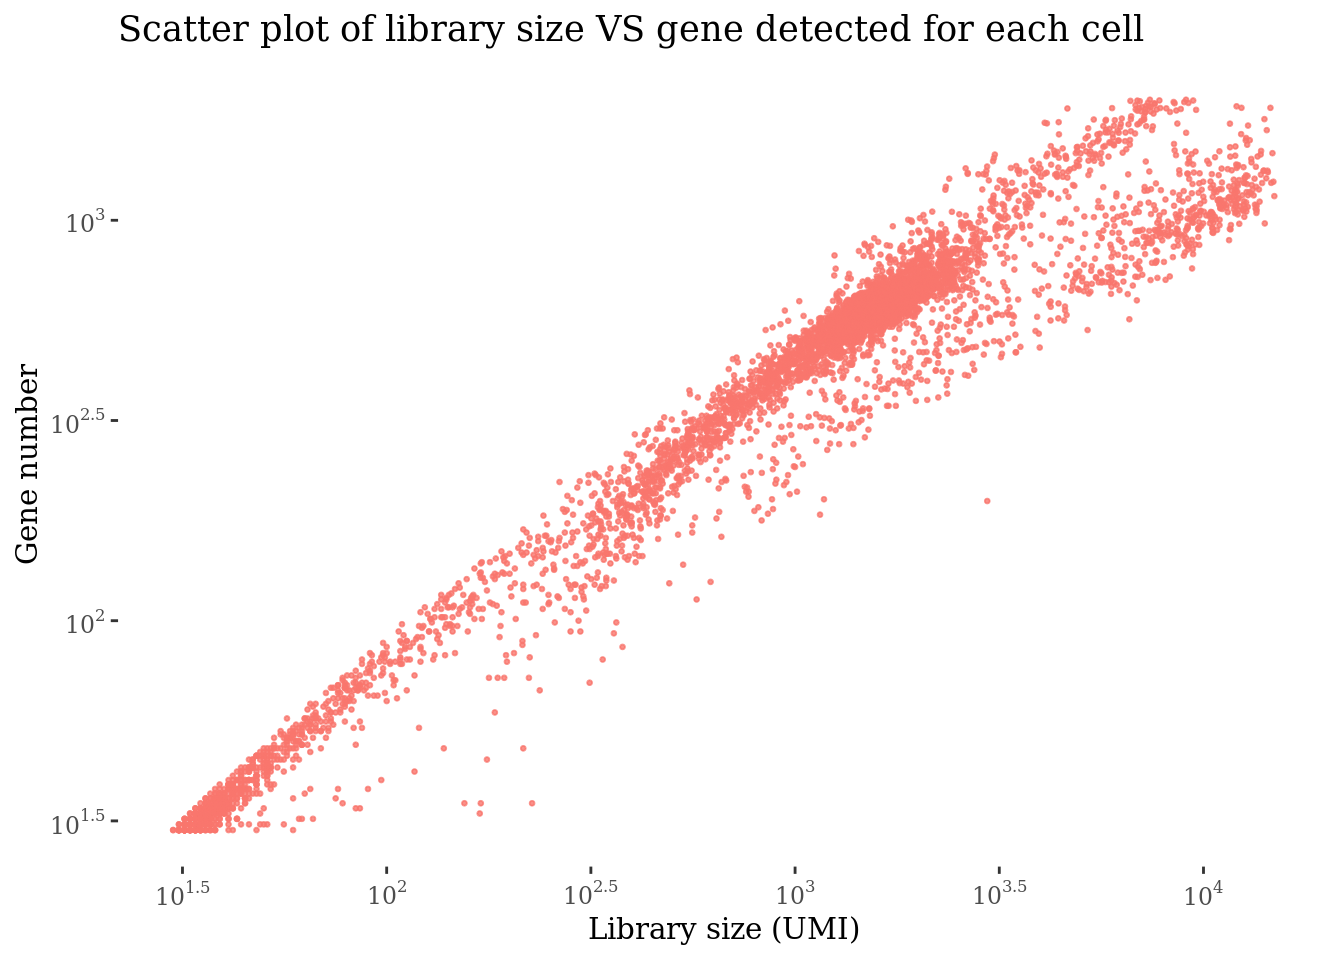 Scatter plot of library size VS gene detected for each cell
Gene number
10^3
10^2.5
10^2
10^1.5
10^1.5 10^2 10^2.5 10^3 10^3.5 10^4
Library size (UMI)